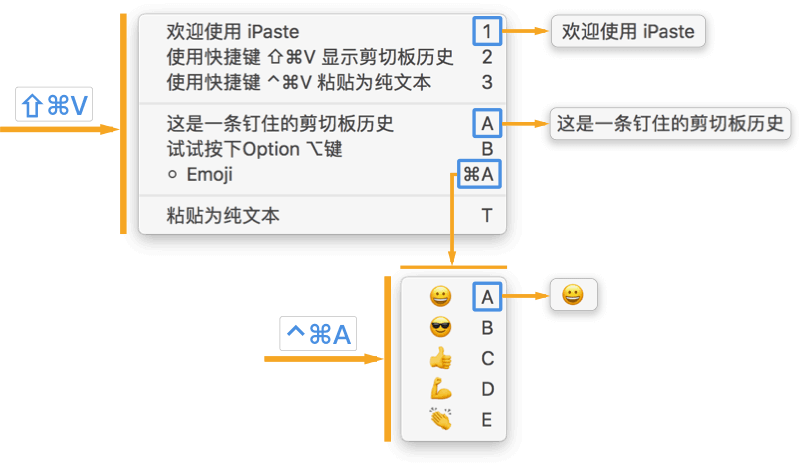 欢迎使用 iPaste 1
使用快捷键 ⇧⌘V 显示剪切板历史 2
使用快捷键 ^⌘V 粘贴为纯文本 3
欢迎使用 iPaste
⇧⌘V
这是一条钉住的剪切板历史 A
试试按下Option ⌥键 B
Emoji ⌘A
粘贴为纯文本 T
这是一条钉住的剪切板历史
^⌘A
😀 A
😎 B
👍 C
💪 D
👏 E
😀